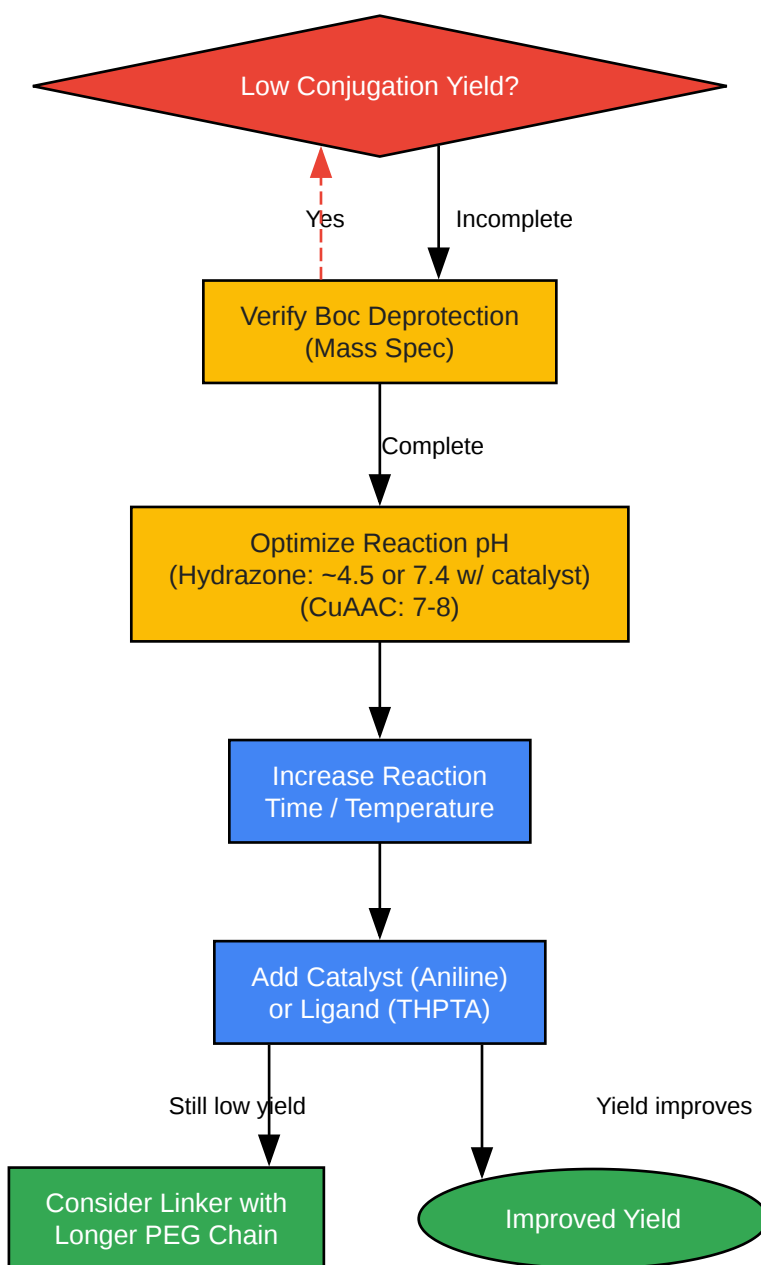 Low Conjugation Yield?
Yes
Incomplete
Verify Boc Deprotection
(Mass Spec)
Complete
Optimize Reaction pH
(Hydrazone: ~4.5 or 7.4 w/ catalyst)
(CuAAC: 7-8)
Increase Reaction
Time / Temperature
Add Catalyst (Aniline)
or Ligand (THPTA)
Still low yield
Yield improves
Consider Linker with
Longer PEG Chain
Improved Yield